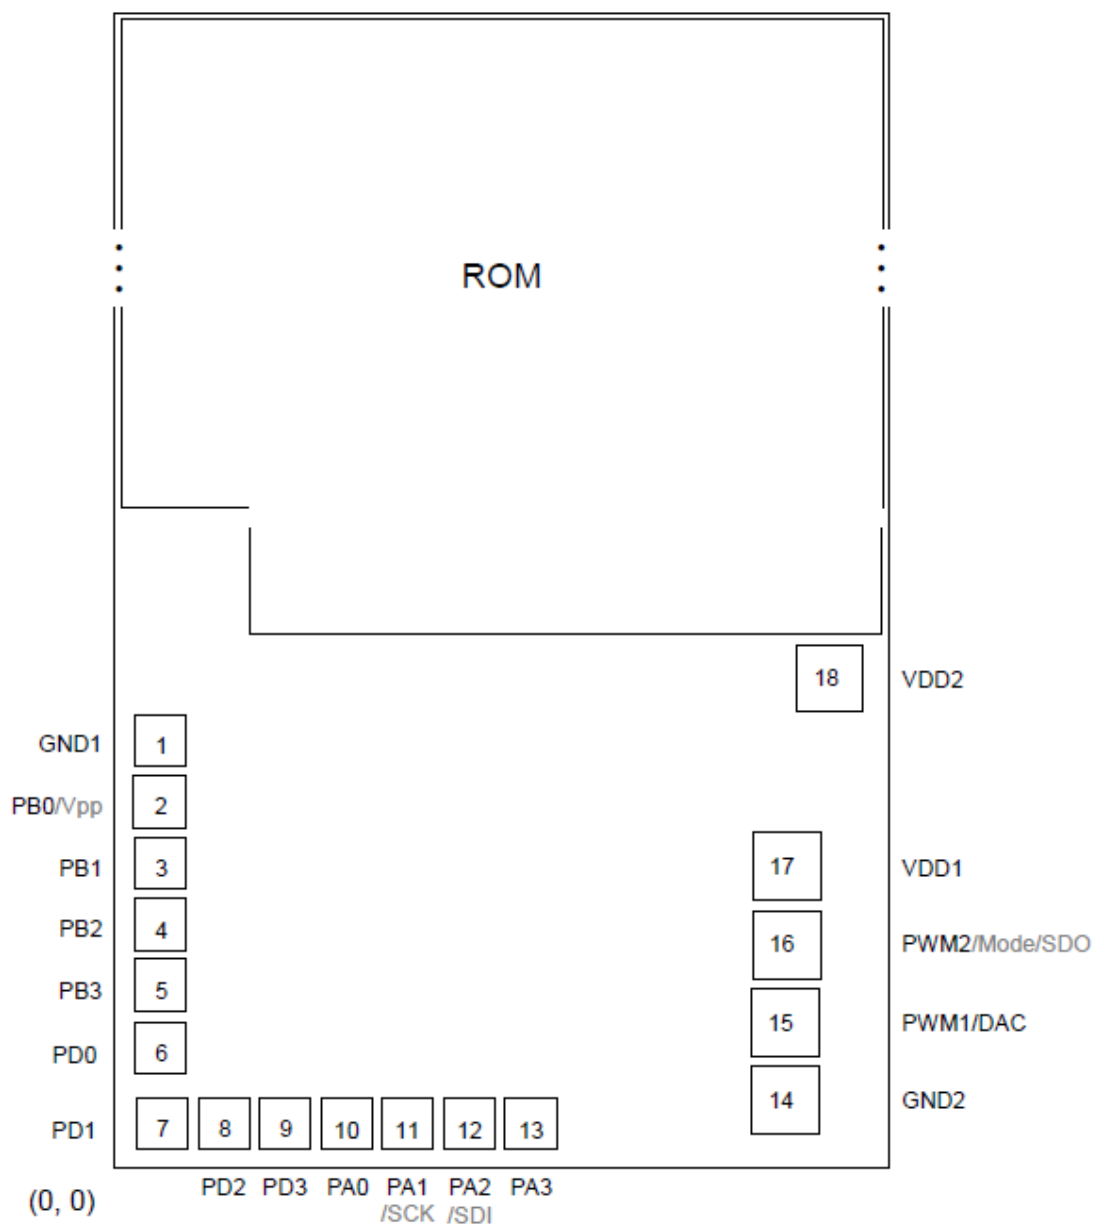 ROM
18 VDD2
GND1 1
PB0/Vpp 2
PB1 3
17 VDD1
PB2 4
16 PWM2/Mode/SDO
PB3 5
15 PWM1/DAC
PD0 6
14 GND2
PD1 7 8 9 10 11 12 13
PD2 PD3 PA0 PA1 PA2 PA3
(0, 0) /SCK /SDI